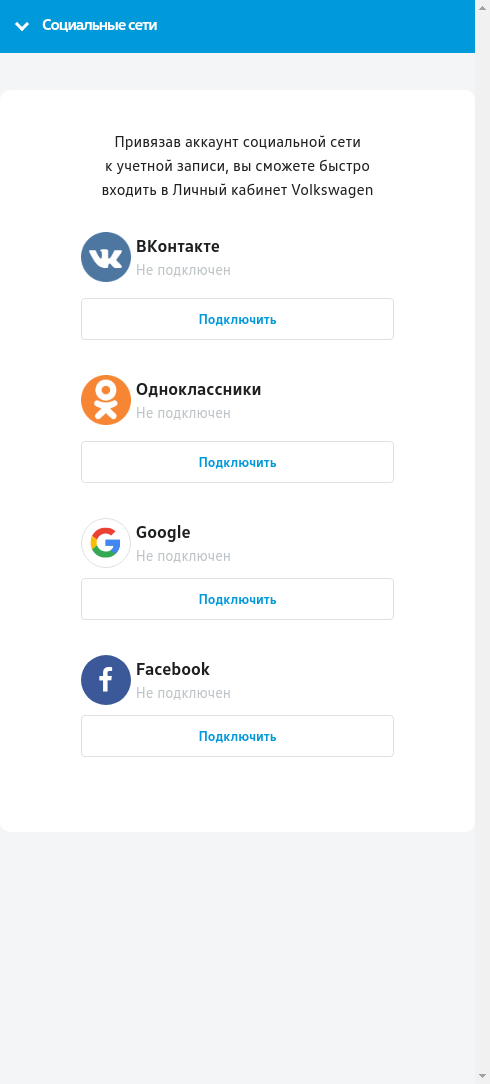 Социальные сети
Привязав аккаунт социальной сети
к учетной записи, вы сможете быстро
входить в Личный кабинет Volkswagen
ВКонтакте
Не подключен
Подключить
Одноклассники
Не подключен
Подключить
Google
Не подключен
Подключить
Facebook
Не подключен
Подключить